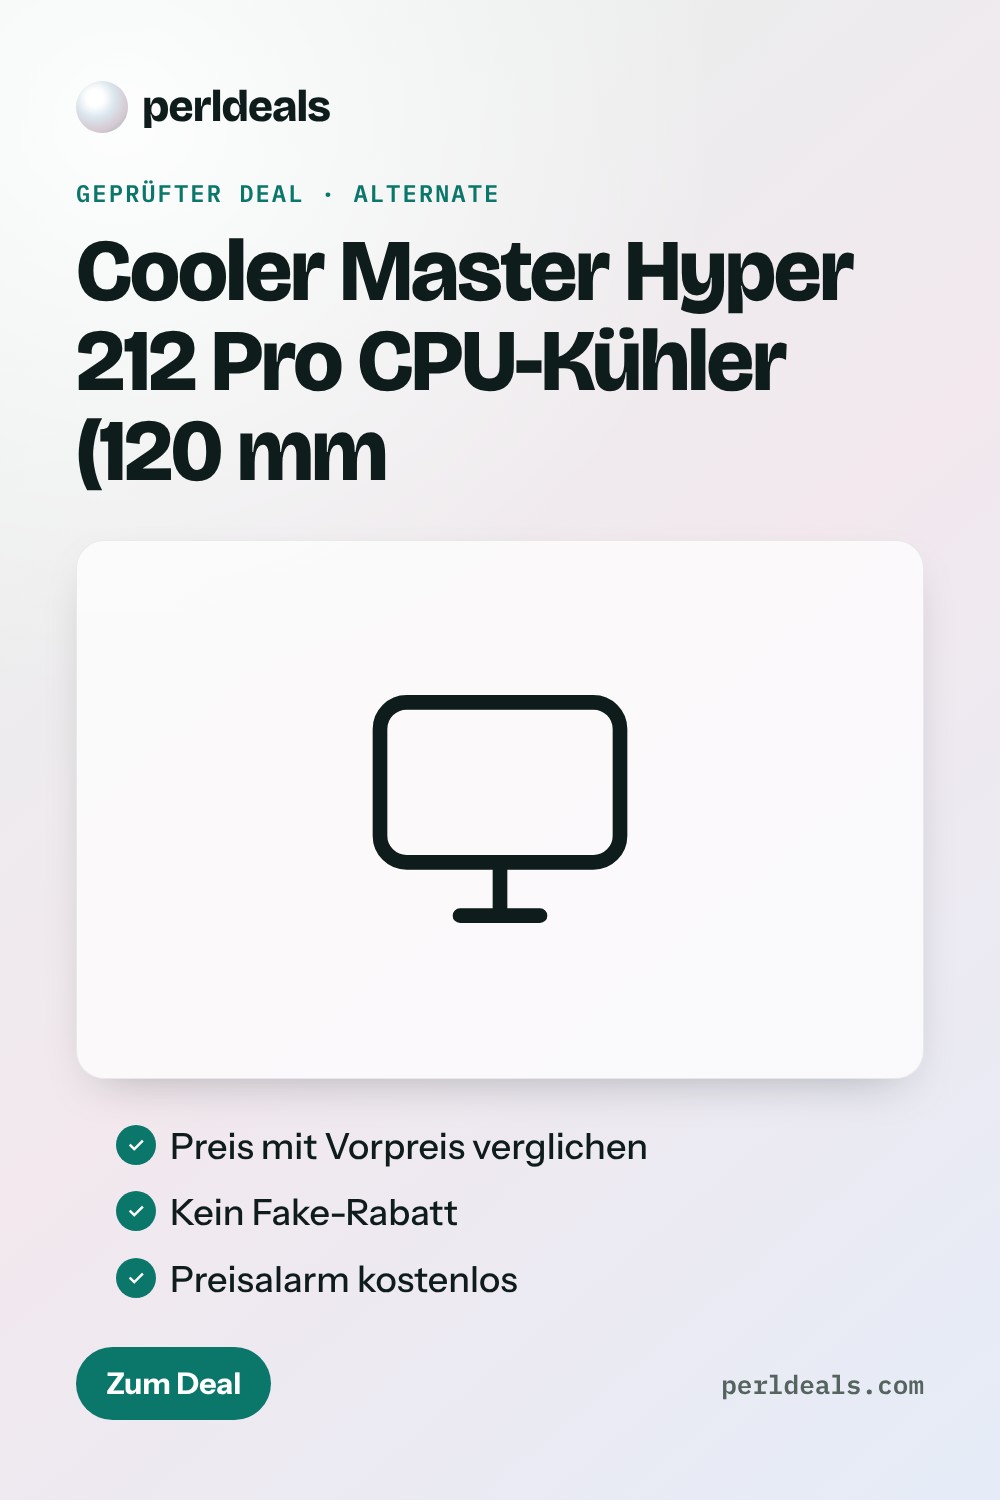 perldeals
GEPRÜFTER DEAL · ALTERNATE
Cooler Master Hyper
212 Pro CPU-Kühler
(120 mm
Preis mit Vorpreis verglichen
Kein Fake-Rabatt
Preisalarm kostenlos
Zum Deal
perldeals.com